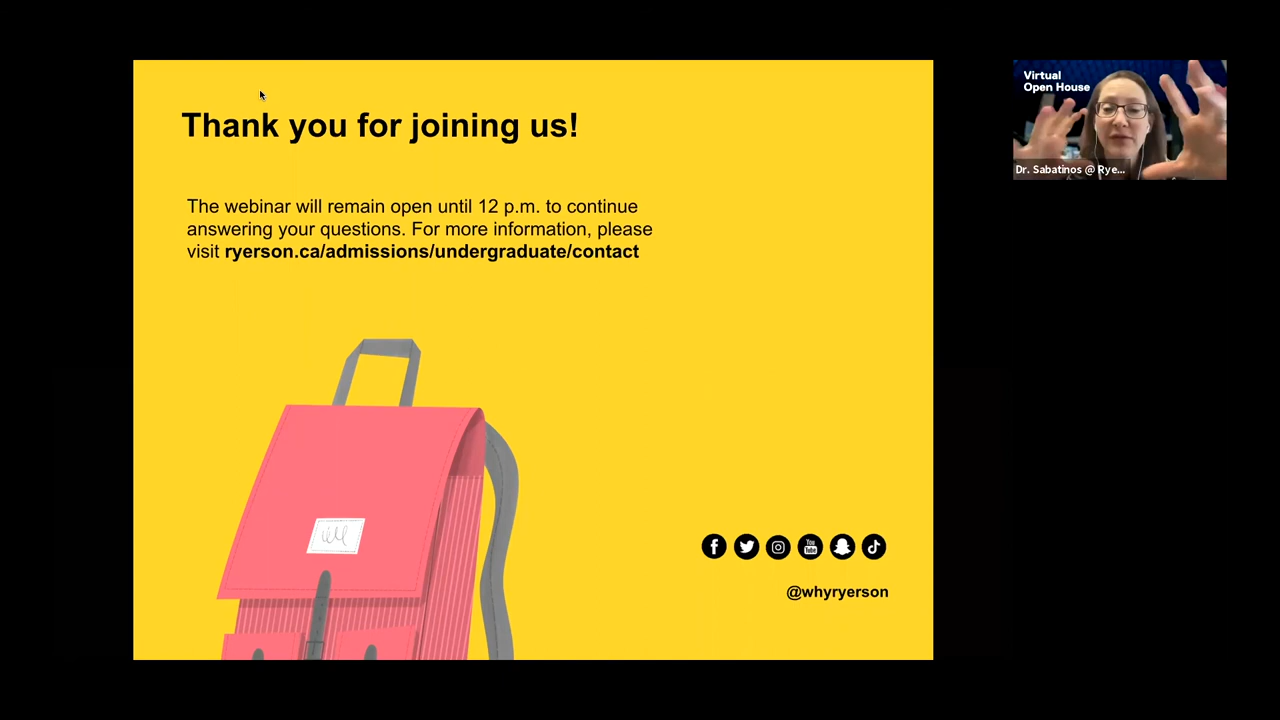 Thank you for joining us!
The webinar will remain open until 12 p.m. to continue
answering your questions. For more information, please
visit ryerson.ca/admissions/undergraduate/contact
@whyryerson
Virtual
Open House
Dr. Sabatinos @ Rye...